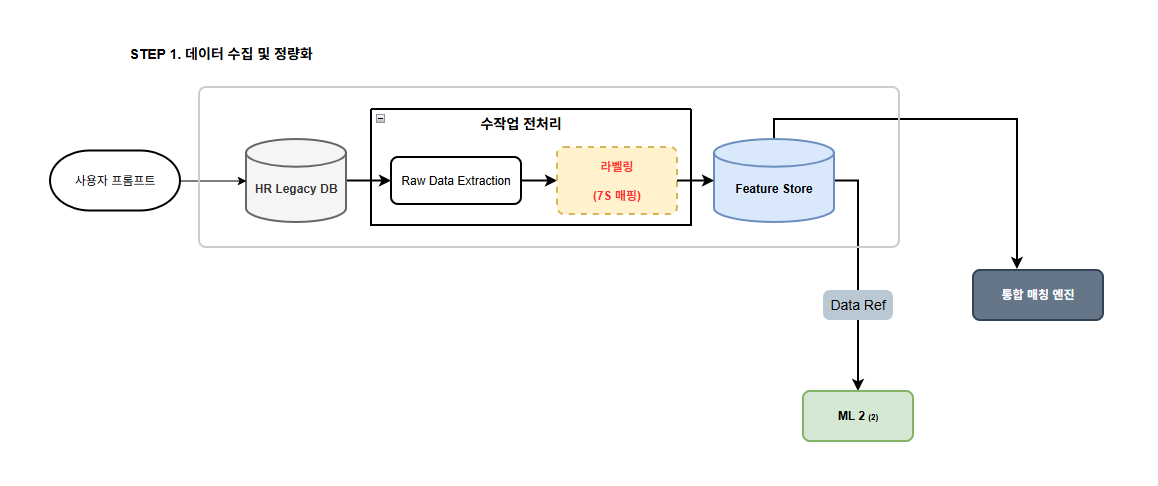 STEP 1. 데이터 수집 및 정량화
수작업 전처리
사용자 프롬프트
HR Legacy DB
Raw Data Extraction
라벨링
(7S 매핑)
Feature Store
Data Ref
통합 매칭 엔진
ML 2 (2)